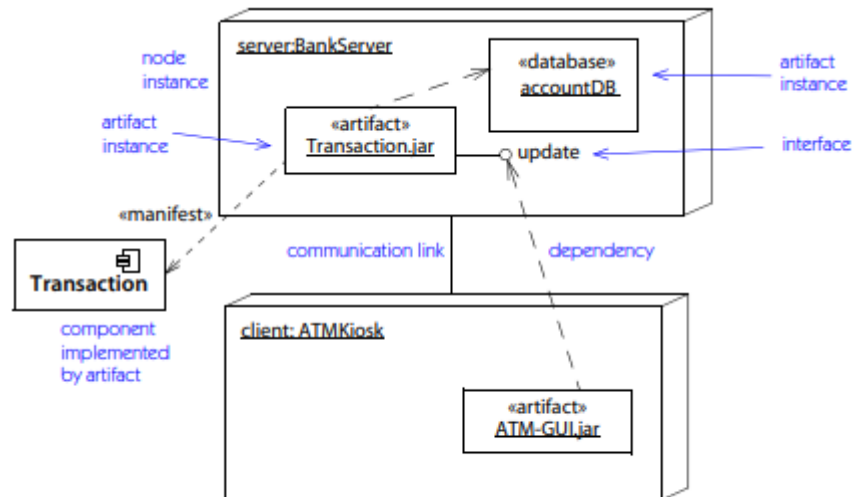 server:BankServer
node
instance
«database»
accountDB
artifact
instance
artifact
instance
«artifact»
Transaction.jar
update
interface
«manifest»
communication link
dependency
Transaction
component
implemented
by artifact
client: ATMKiosk
«artifact»
ATM-GUI.jar